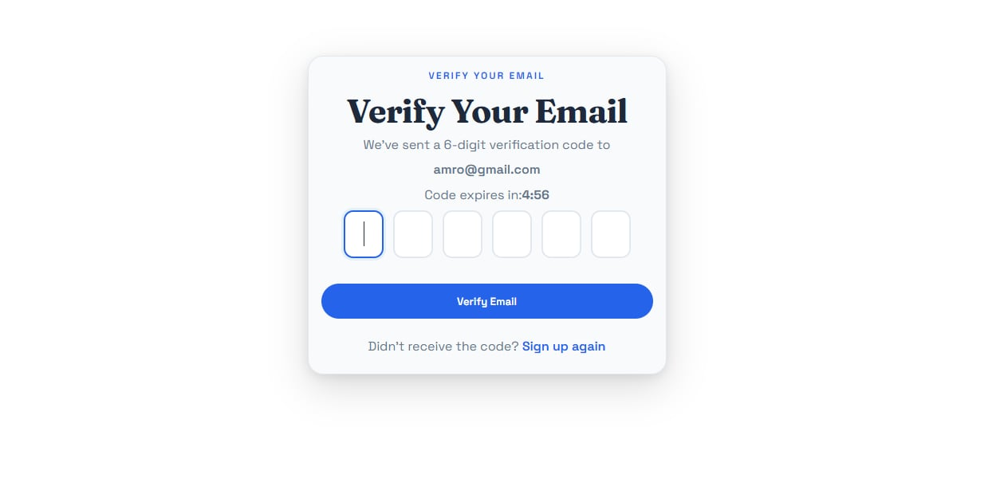 VERIFY YOUR EMAIL
Verify Your Email
We've sent a 6-digit verification code to
amro@gmail.com
Code expires in:4:56
Verify Email
Didn't receive the code? Sign up again